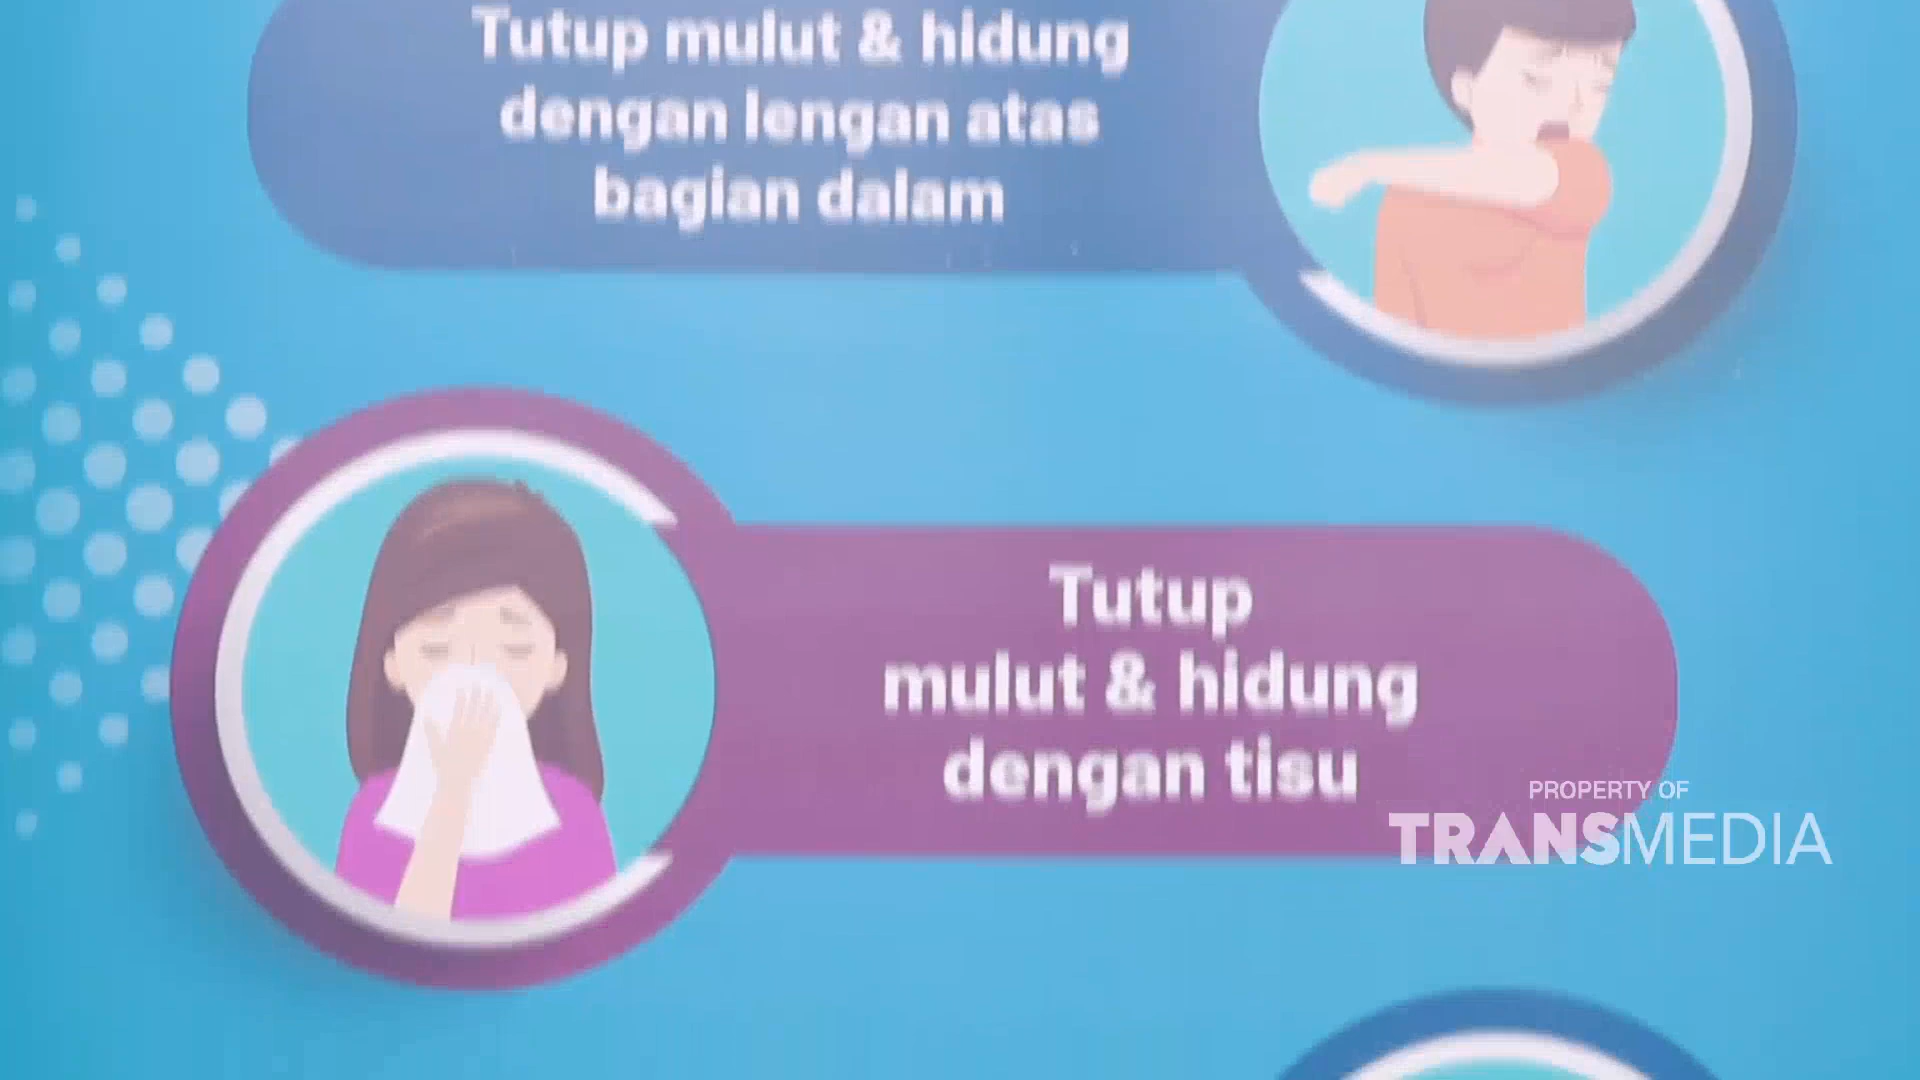 Tutup mulut & hidung
dengan lengan atas
bagian dalam
Tutup
mulut & hidung
dengan tisu
PROPERTY OF
TRANSMEDIA